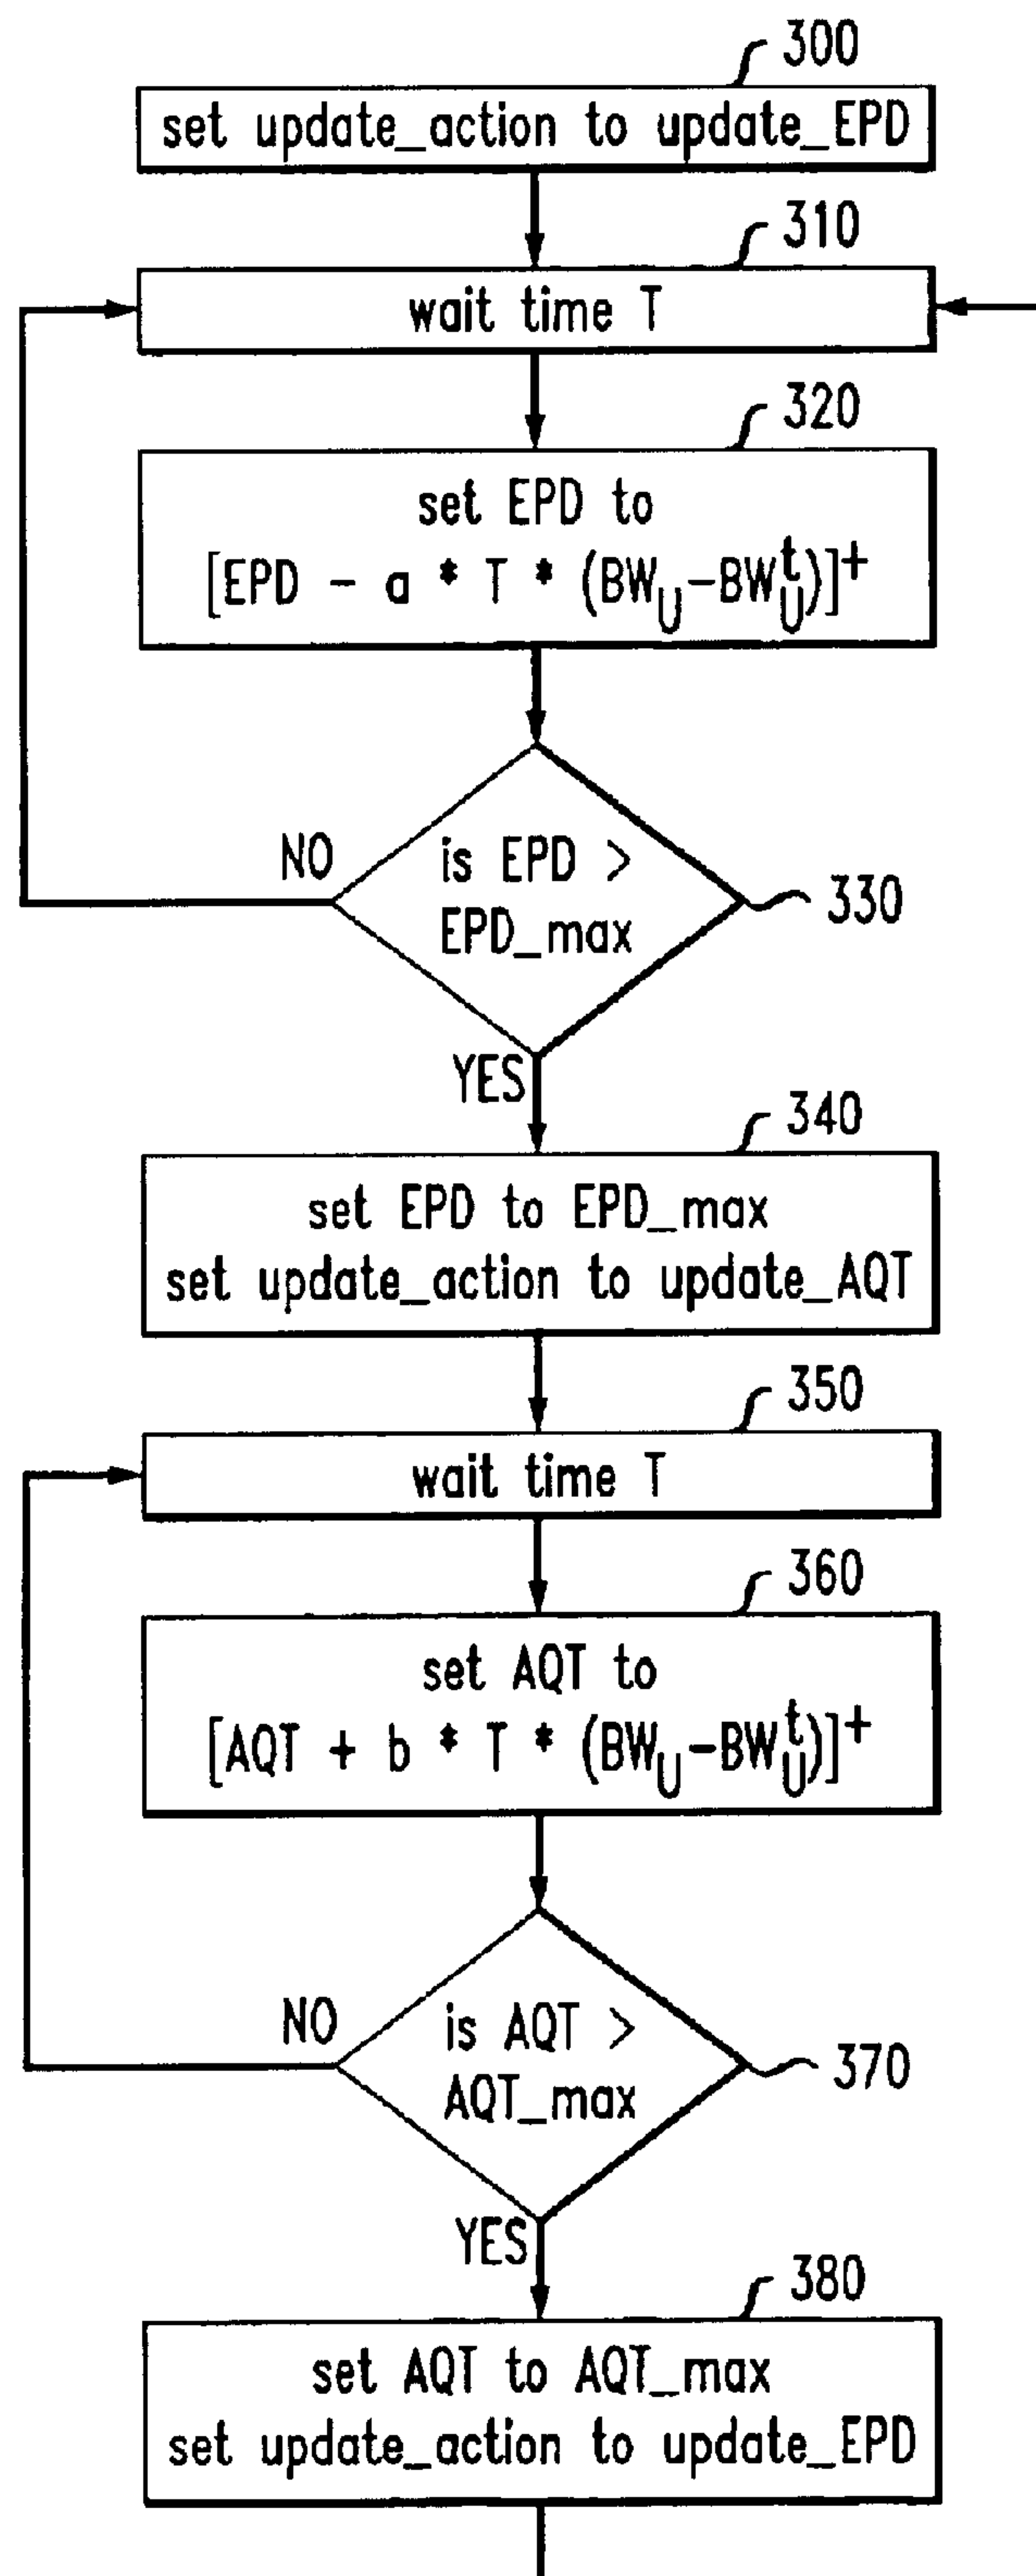 300
set update_action to update_EPD
310
wait time T
320
set EPD to
[EPD - a * T * (BW_U-BW_U^t)]^+
NO
is EPD >
EPD_max
330
YES
340
set EPD to EPD_max
set update_action to update_AQT
350
wait time T
360
set AQT to
[AQT + b * T * (BW_U-BW_U^t)]^+
NO
is AQT >
AQT_max
370
YES
380
set AQT to AQT_max
set update_action to update_EPD